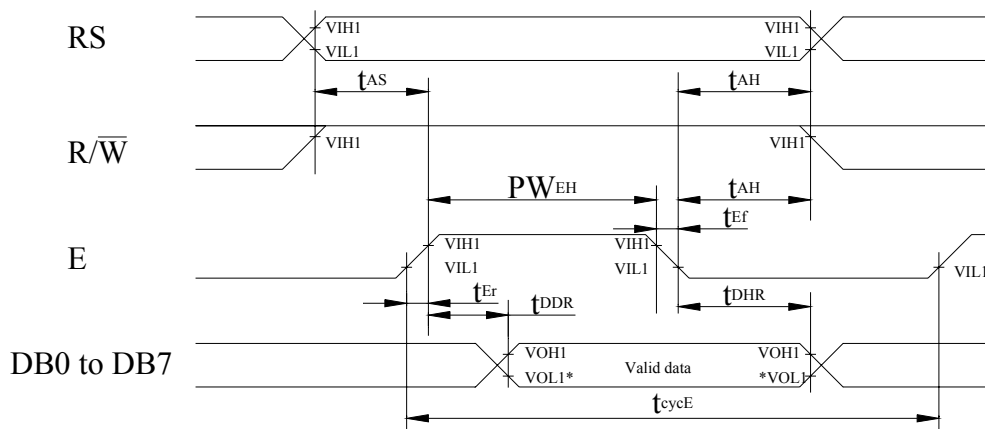 RS VIH1 VIH1
VIL1 VIL1
tAS tAH
R/W̅ VIH1 VIH1
PWEH tAH
tEf
E VIH1 VIH1
VIL1 VIL1 VIL1
tEr tDDR tDHR
DB0 to DB7 VOH1 Valid data VOH1
VOL1* *VOL1
tcycE